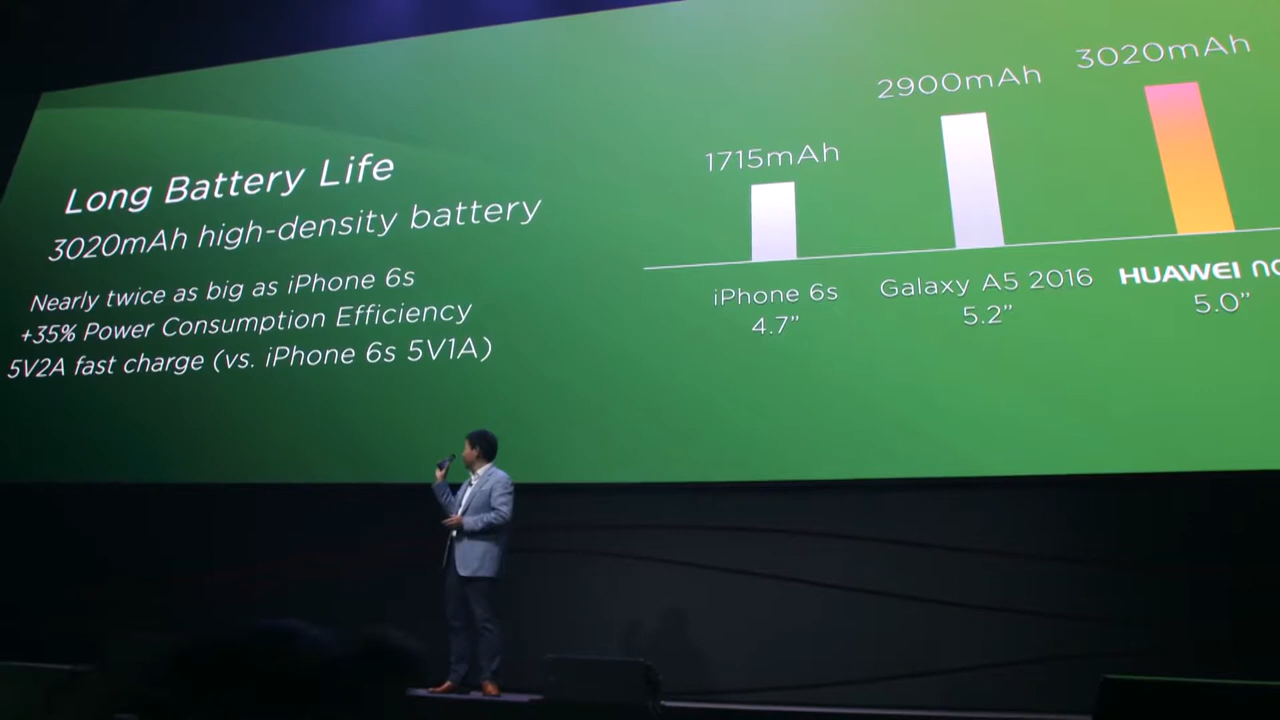 Long Battery Life
3020mAh high-density battery
Nearly twice as big as iPhone 6s
+35% Power Consumption Efficiency
5V2A fast charge (vs. iPhone 6s 5V1A)
1715mAh
2900mAh
3020mAh
iPhone 6s
4.7”
Galaxy A5 2016
5.2”
HUAWEI
5.0”